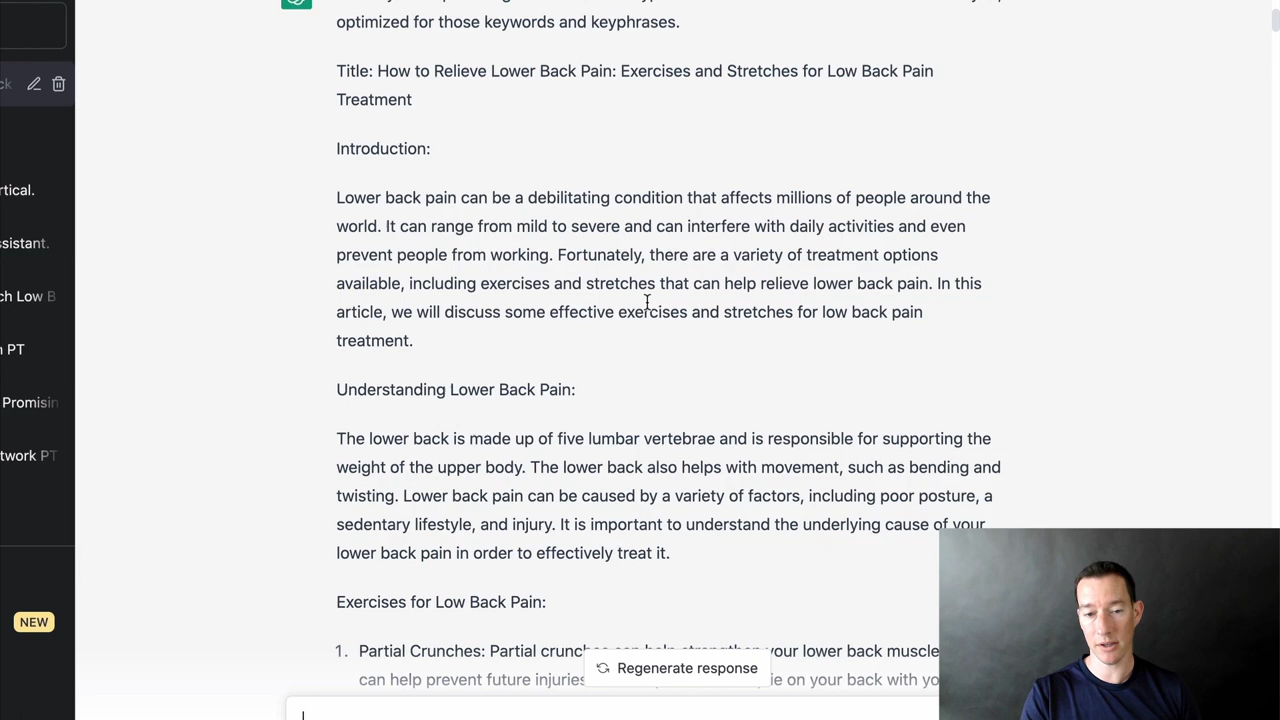 optimized for those keywords and keyphrases.
Title: How to Relieve Lower Back Pain: Exercises and Stretches for Low Back Pain
Treatment
Introduction:
Lower back pain can be a debilitating condition that affects millions of people around the
world. It can range from mild to severe and can interfere with daily activities and even
prevent people from working. Fortunately, there are a variety of treatment options
available, including exercises and stretches that can help relieve lower back pain. In this
article, we will discuss some effective exercises and stretches for low back pain
treatment.
Understanding Lower Back Pain:
The lower back is made up of five lumbar vertebrae and is responsible for supporting the
weight of the upper body. The lower back also helps with movement, such as bending and
twisting. Lower back pain can be caused by a variety of factors, including poor posture, a
sedentary lifestyle, and injury. It is important to understand the underlying cause of your
lower back pain in order to effectively treat it.
Exercises for Low Back Pain:
1. Partial Crunches: Partial crunches can help strengthen your lower back muscle
can help prevent future injuries ie on your back with yo
Regenerate response
ck
rtical.
ssistant.
ch Low B
n PT
Promisin
twork PT
NEW